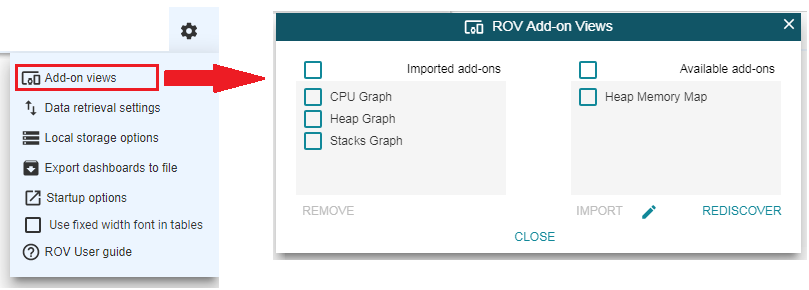 Add-on views
Data retrieval settings
Local storage options
Export dashboards to file
Startup options
Use fixed width font in tables
ROV User guide
ROV Add-on Views
Imported add-ons
CPU Graph
Heap Graph
Stacks Graph
REMOVE
Available add-ons
Heap Memory Map
IMPORT
REDISCOVER
CLOSE